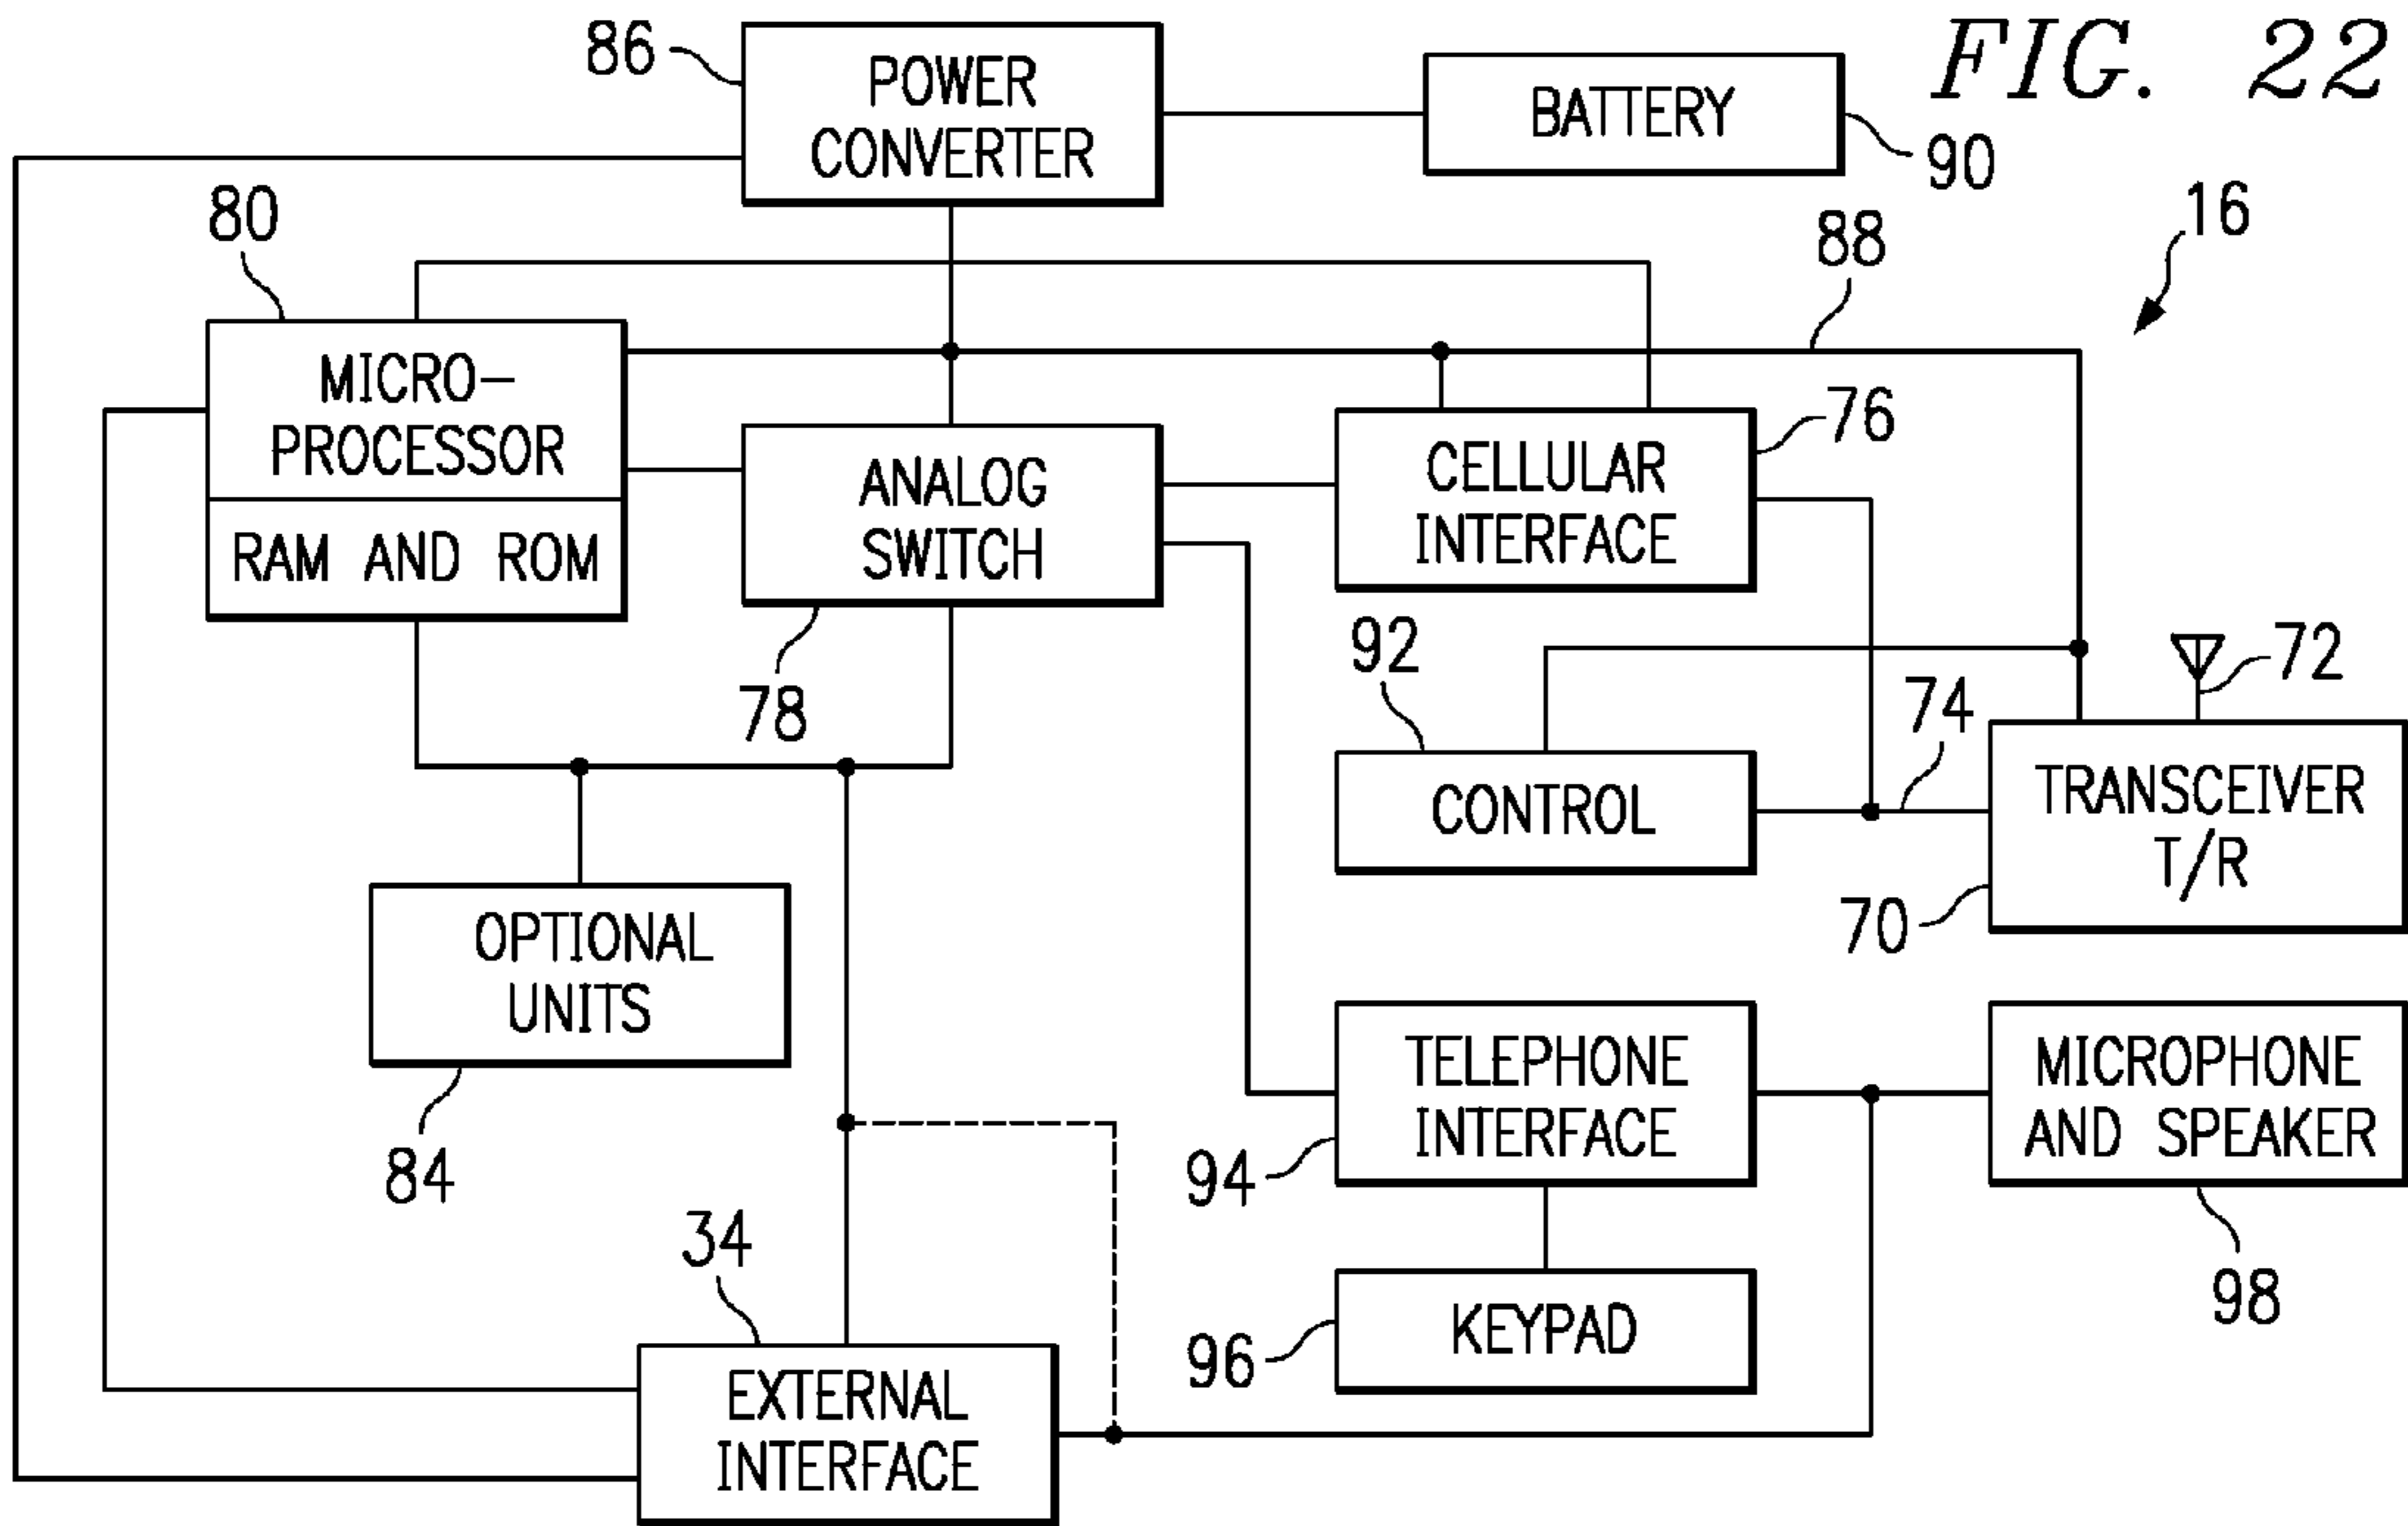 FIG. 22
86
POWER
CONVERTER
BATTERY
90
16
80
88
MICRO-
PROCESSOR
RAM AND ROM
ANALOG
SWITCH
78
CELLULAR
INTERFACE
76
92
CONTROL
74
72
TRANSCEIVER
T/R
70
OPTIONAL
UNITS
84
TELEPHONE
INTERFACE
94
MICROPHONE
AND SPEAKER
98
34
EXTERNAL
INTERFACE
KEYPAD
96